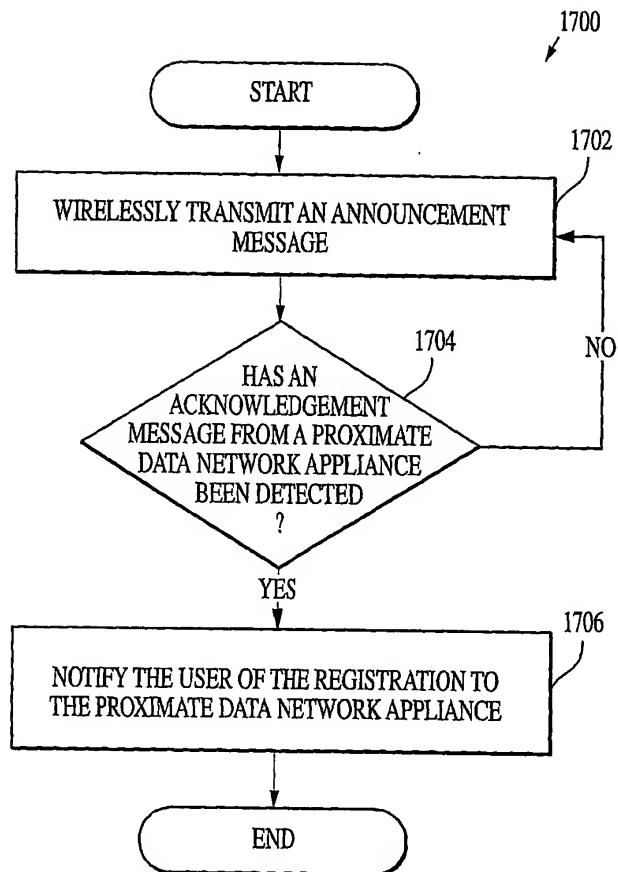 1700
START
1702
WIRELESSLY TRANSMIT AN ANNOUNCEMENT
MESSAGE
1704
HAS AN
ACKNOWLEDGEMENT
MESSAGE FROM A PROXIMATE
DATA NETWORK APPLIANCE
BEEN DETECTED
?
NO
YES
1706
NOTIFY THE USER OF THE REGISTRATION TO
THE PROXIMATE DATA NETWORK APPLIANCE
END